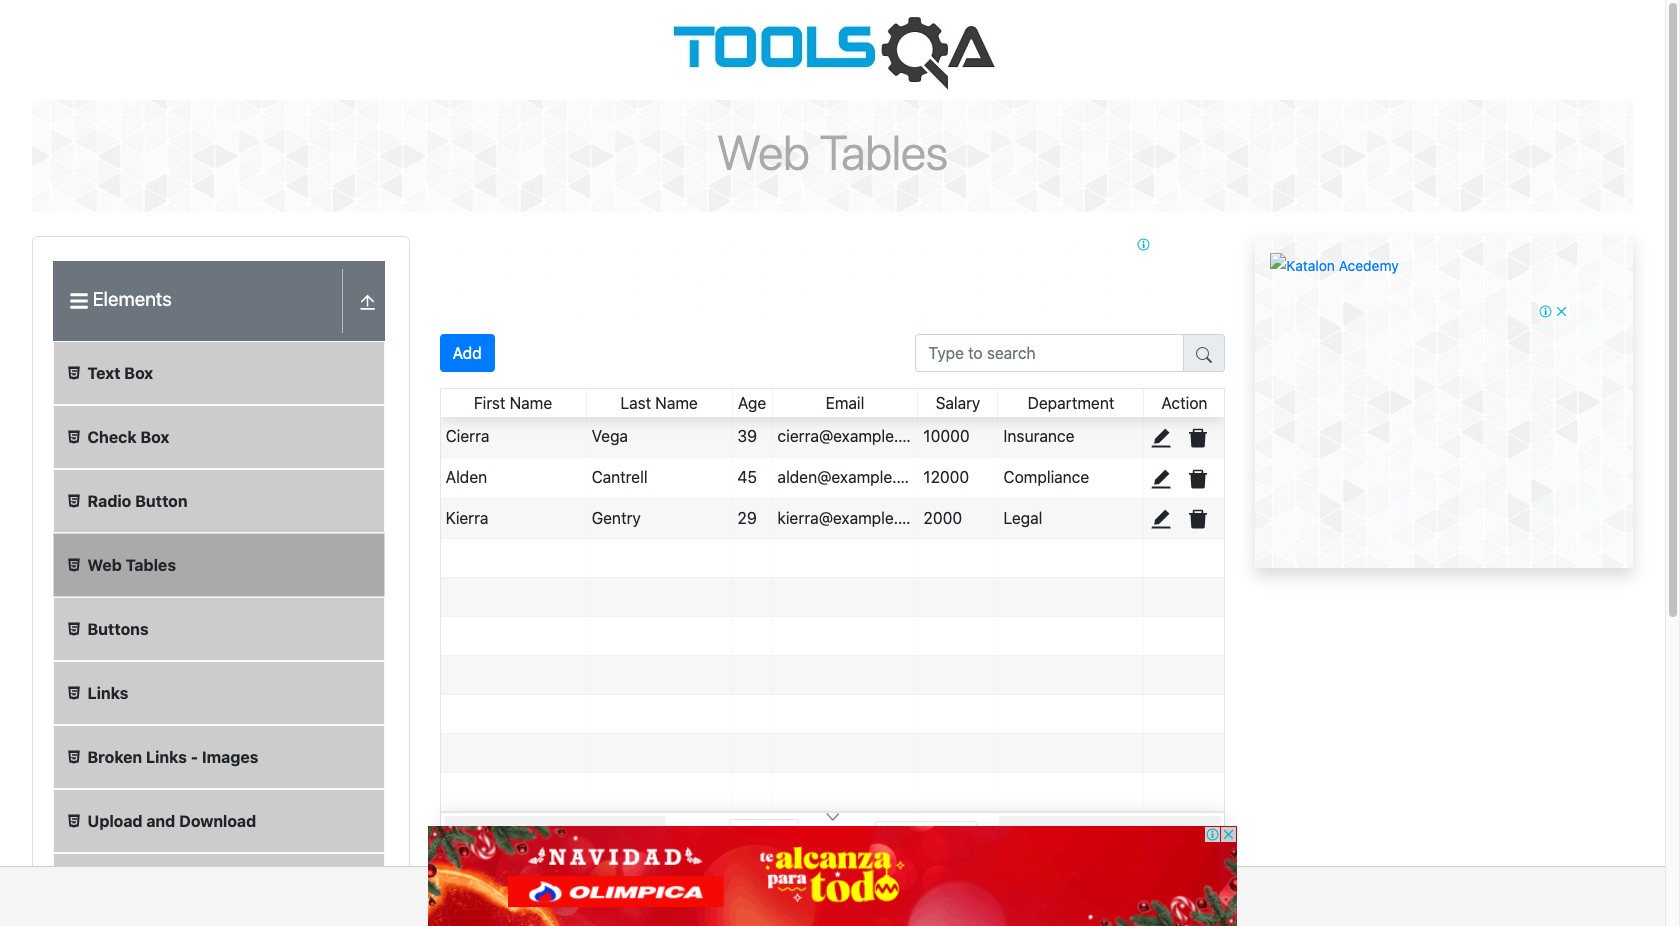 TOOLSQA
Web Tables
Elements
Text Box
Check Box
Radio Button
Web Tables
Buttons
Links
Broken Links - Images
Upload and Download
Add
Type to search
First Name Last Name Age Email Salary Department Action
Cierra Vega 39 cierra@example.... 10000 Insurance
Alden Cantrell 45 alden@example.... 12000 Compliance
Kierra Gentry 29 kierra@example.... 2000 Legal
Katalon Acedemy
NAVIDAD
OLIMPICA
te alcanza
para todo